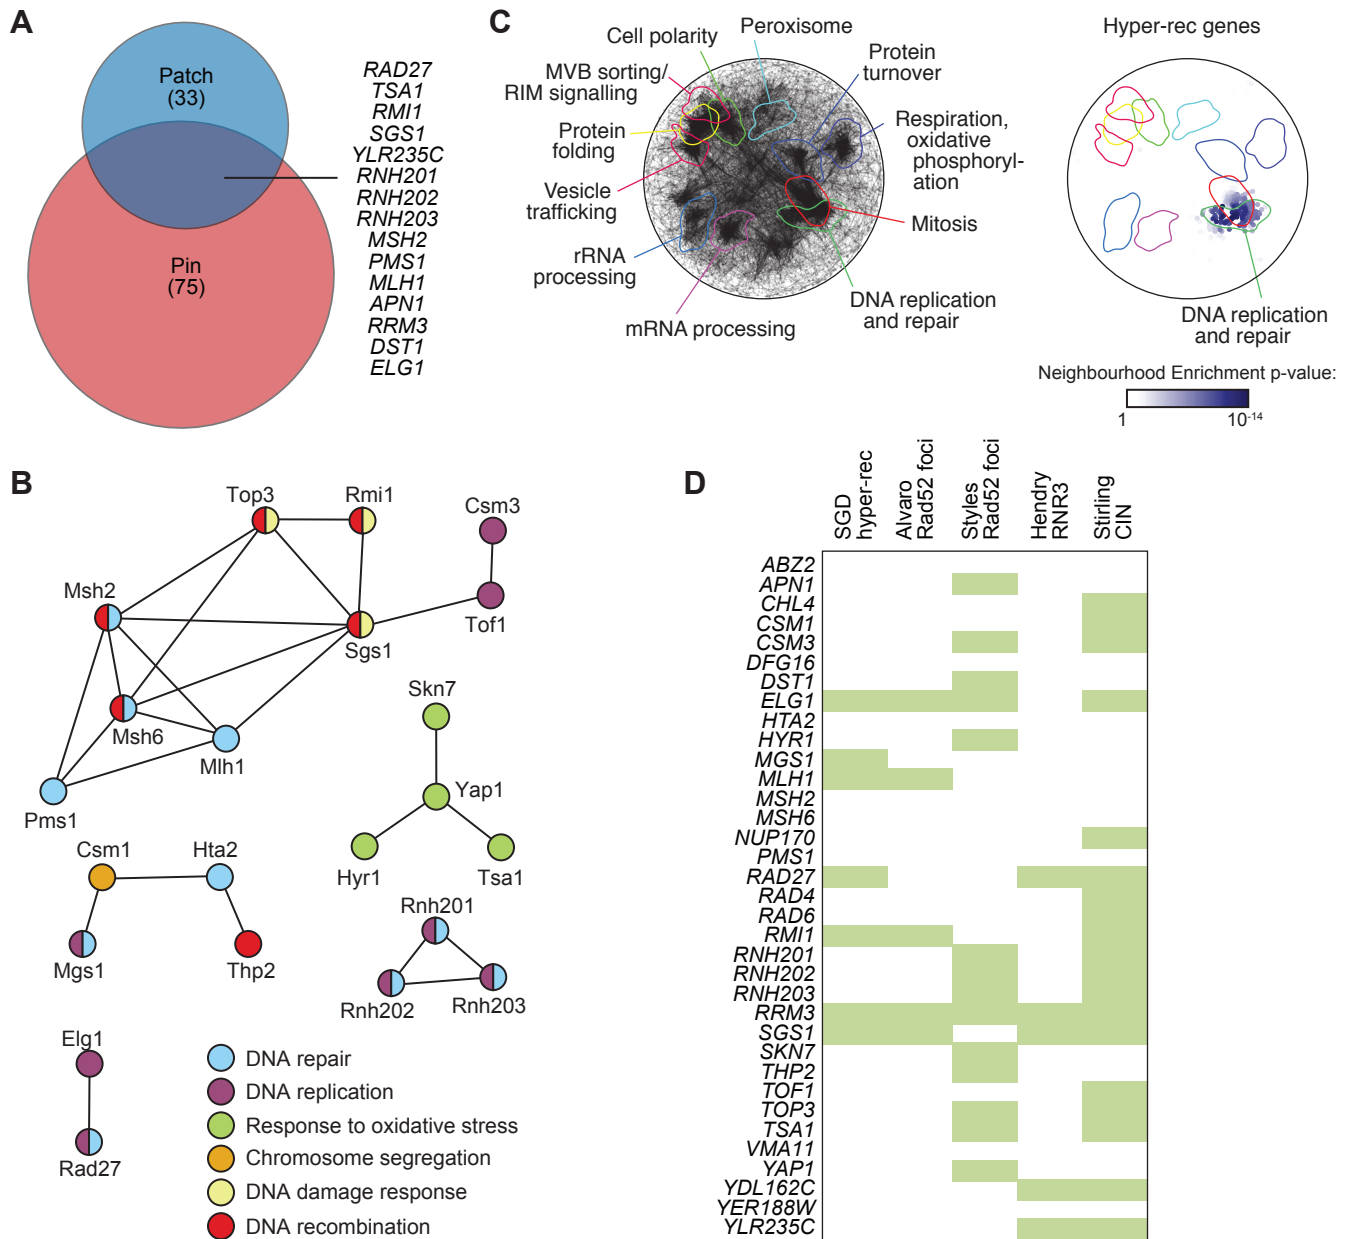 A
Patch
(33)
Pin
(75)
RAD27
TSA1
RMI1
SGS1
YLR235C
RNH201
RNH202
RNH203
MSH2
PMS1
MLH1
APN1
RRM3
DST1
ELG1
C
Cell polarity
Peroxisome
MVB sorting/
RIM signalling
Protein
turnover
Protein
folding
Respiration,
oxidative
phosphoryl-
ation
Vesicle
trafficking
Mitosis
rRNA
processing
DNA replication
and repair
mRNA processing
Hyper-rec genes
DNA replication
and repair
Neighbourhood Enrichment p-value:
1
10⁻¹⁴
B
Top3
Rmi1
Csm3
Msh2
Tof1
Sgs1
Msh6
Mlh1
Pms1
Skn7
Yap1
Hyr1
Tsa1
Csm1
Hta2
Mgs1
Thp2
Rnh201
Rnh202
Rnh203
Elg1
Rad27
DNA repair
DNA replication
Response to oxidative stress
Chromosome segregation
DNA damage response
DNA recombination
D
SGD
hyper-rec
Alvaro
Rad52 foci
Styles
Rad52 foci
Hendry
RNR3
Stirling
CIN
ABZ2
APN1
CHL4
CSM1
CSM3
DFG16
DST1
ELG1
HTA2
HYR1
MGS1
MLH1
MSH2
MSH6
NUP170
PMS1
RAD27
RAD4
RAD6
RMI1
RNH201
RNH202
RNH203
RRM3
SGS1
SKN7
THP2
TOF1
TOP3
TSA1
VMA11
YAP1
YDL162C
YER188W
YLR235C